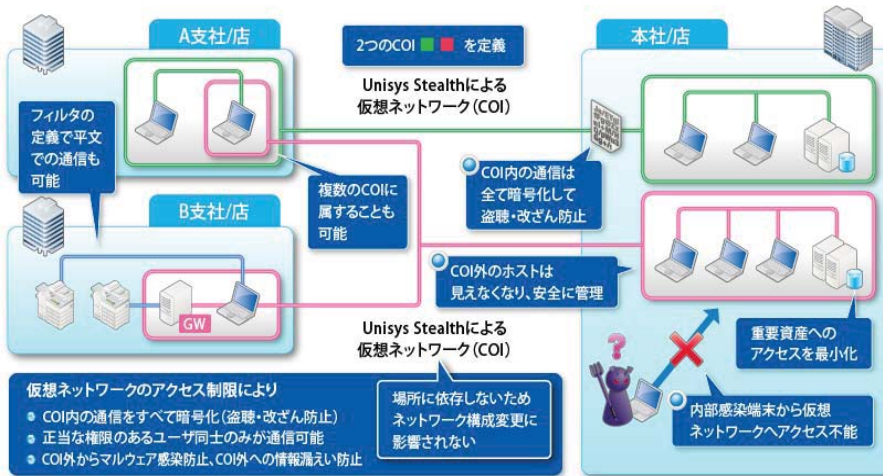 A支社/店
2つのCOI を定義
本社/店
Unisys Stealthによる
仮想ネットワーク(COI)
フィルタの
定義で平文
での通信も
可能
複数のCOIに
属することも
可能
COI内の通信は
全て暗号化して
盗聴・改ざん防止
B支社/店
COI外のホストは
見えなくなり、安全に管理
GW
Unisys Stealthによる
仮想ネットワーク(COI)
重要資産への
アクセスを最小化
?
場所に依存しないため
ネットワーク構成変更に
影響されない
内部感染端末から仮想
ネットワークへアクセス不能
仮想ネットワークのアクセス制限により
COI内の通信をすべて暗号化(盗聴・改ざん防止)
正当な権限のあるユーザ同士のみが通信可能
COI外からマルウェア感染防止、COI外への情報漏えい防止